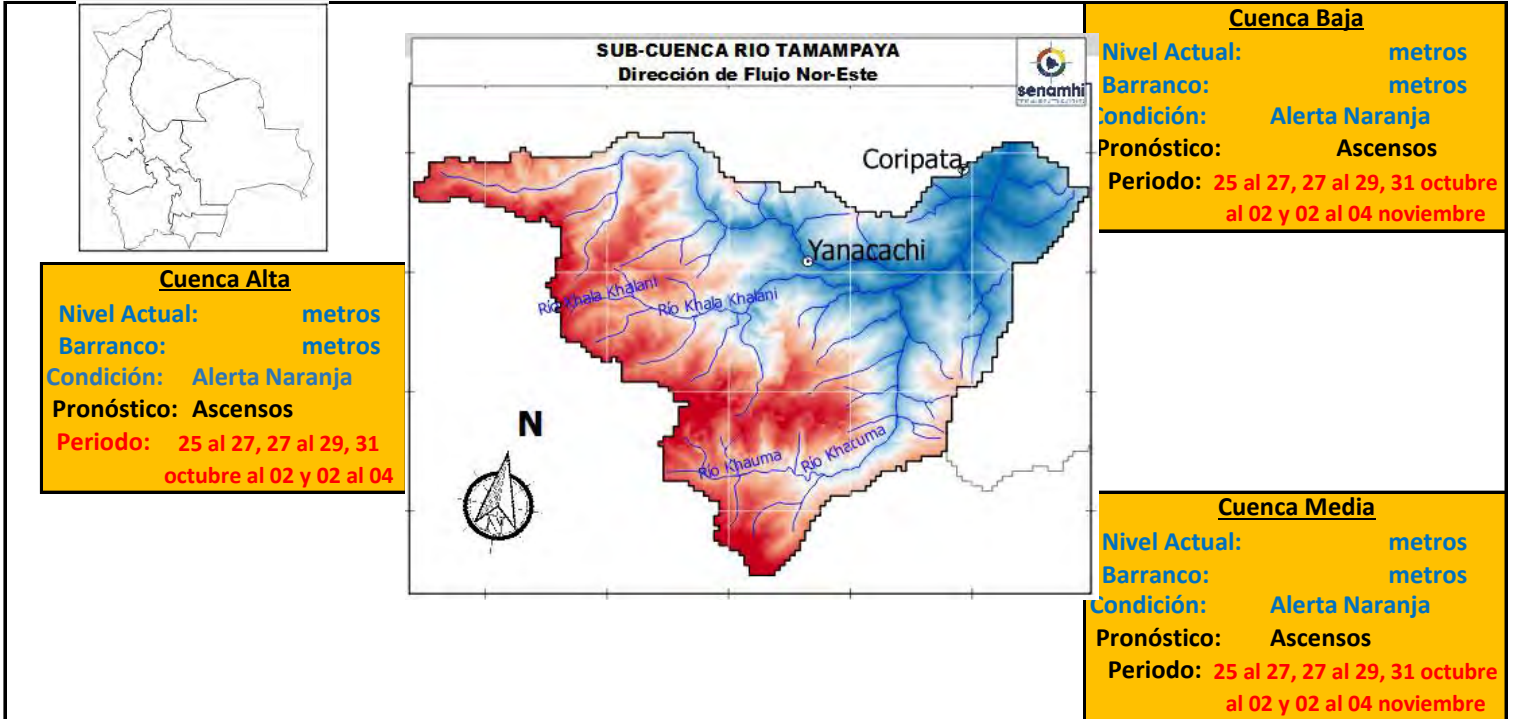 SUB-CUENCA RIO TAMAMPAYA
Dirección de Flujo Nor-Este
senamhi
Coripata
Yanacachi
Río Khala Khalani
Río Khala Khalani
Río Khauma
Río Khatuma
N
Cuenca Alta
Nivel Actual: metros
Barranco: metros
Condición: Alerta Naranja
Pronóstico: Ascensos
Periodo: 25 al 27, 27 al 29, 31
octubre al 02 y 02 al 04
Cuenca Baja
Nivel Actual: metros
Barranco: metros
Condición: Alerta Naranja
Pronóstico: Ascensos
Periodo: 25 al 27, 27 al 29, 31 octubre
al 02 y 02 al 04 noviembre
Cuenca Media
Nivel Actual: metros
Barranco: metros
Condición: Alerta Naranja
Pronóstico: Ascensos
Periodo: 25 al 27, 27 al 29, 31 octubre
al 02 y 02 al 04 noviembre